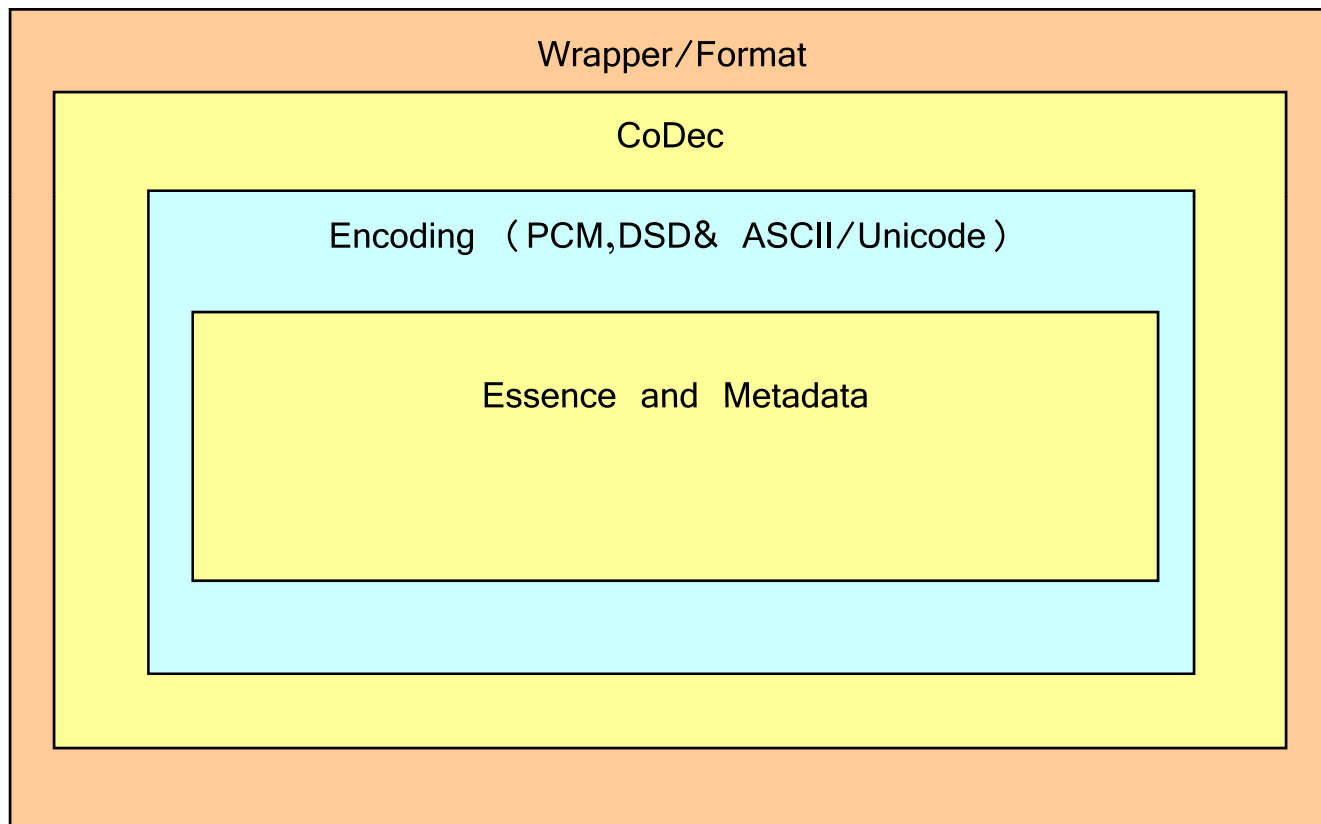 Wrapper/Format
CoDec
Encoding （PCM,DSD& ASCII/Unicode）
Essence and Metadata